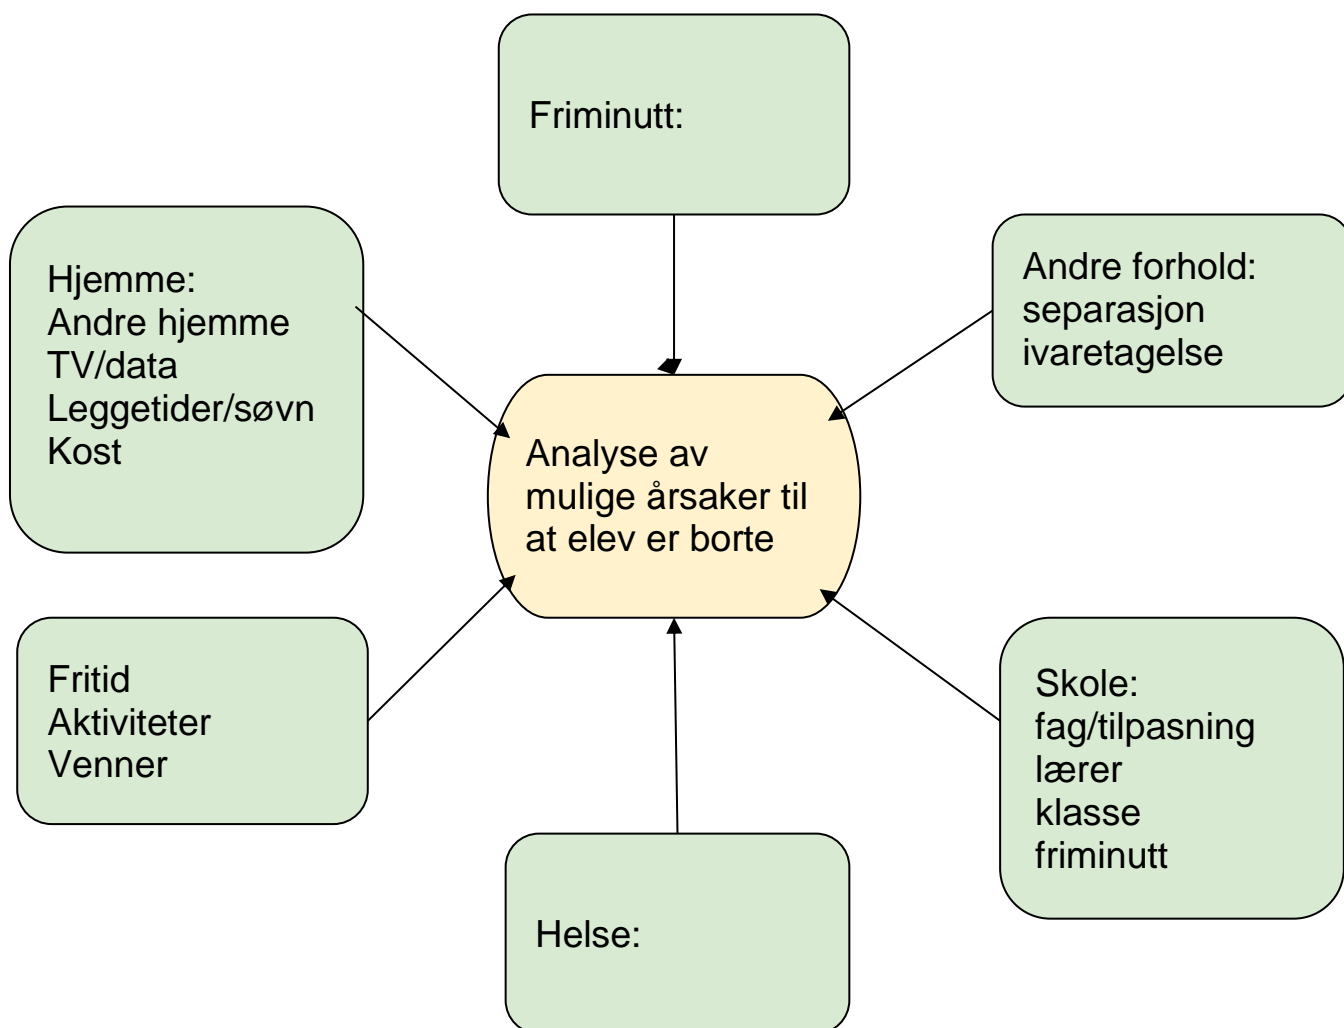 Friminutt:
Hjemme:
Andre hjemme
TV/data
Leggetider/søvn
Kost
Andre forhold:
separasjon
ivaretagelse
Analyse av
mulige årsaker til
at elev er borte
Fritid
Aktiviteter
Venner
Skole:
fag/tilpasning
lærer
klasse
friminutt
Helse: